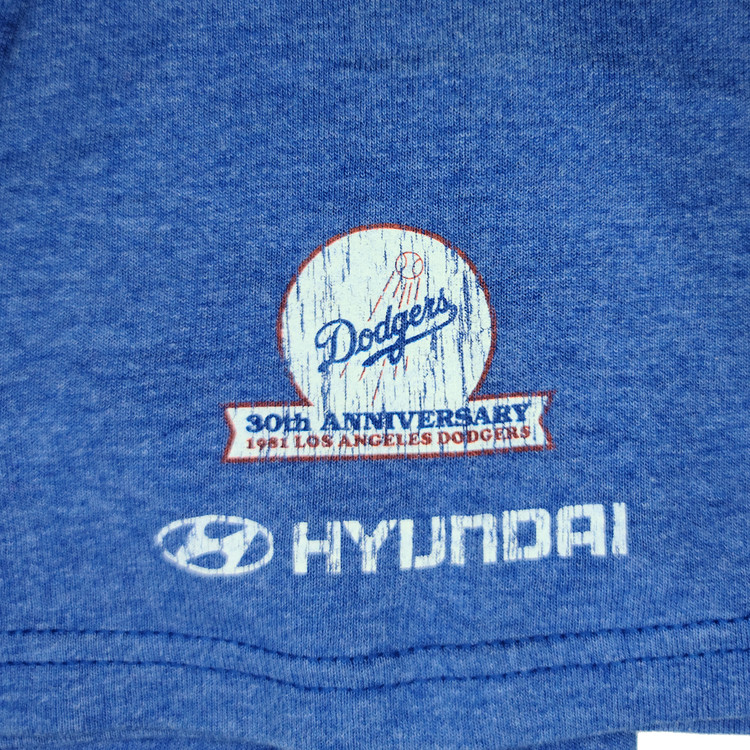 Dodgers
30th ANNIVERSARY
1981 LOS ANGELES DODGERS
HYUNDAI